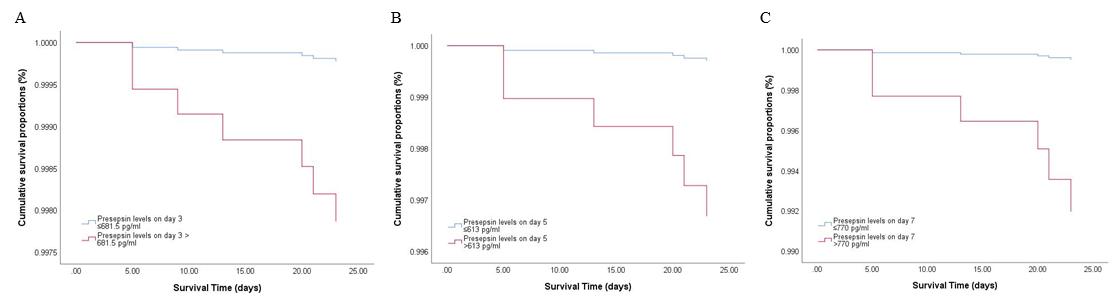 A
Cumulative survival proportions (%)
1.0000
0.9995
0.9990
0.9985
0.9980
0.9975
Presepsin levels on day 3
≤681.5 pg/ml
Presepsin levels on day 3 >
681.5 pg/ml
.00 5.00 10.00 15.00 20.00 25.00
Survival Time (days)
B
Cumulative survival proportions (%)
1.000
0.999
0.998
0.997
0.996
Presepsin levels on day 5
≤613 pg/ml
Presepsin levels on day 5
>613 pg/ml
.00 5.00 10.00 15.00 20.00 25.00
Survival Time (days)
C
Cumulative survival proportions (%)
1.000
0.998
0.996
0.994
0.992
0.990
Presepsin levels on day 7
≤770 pg/ml
Presepsin levels on day 7
>770 pg/ml
.00 5.00 10.00 15.00 20.00 25.00
Survival Time (days)